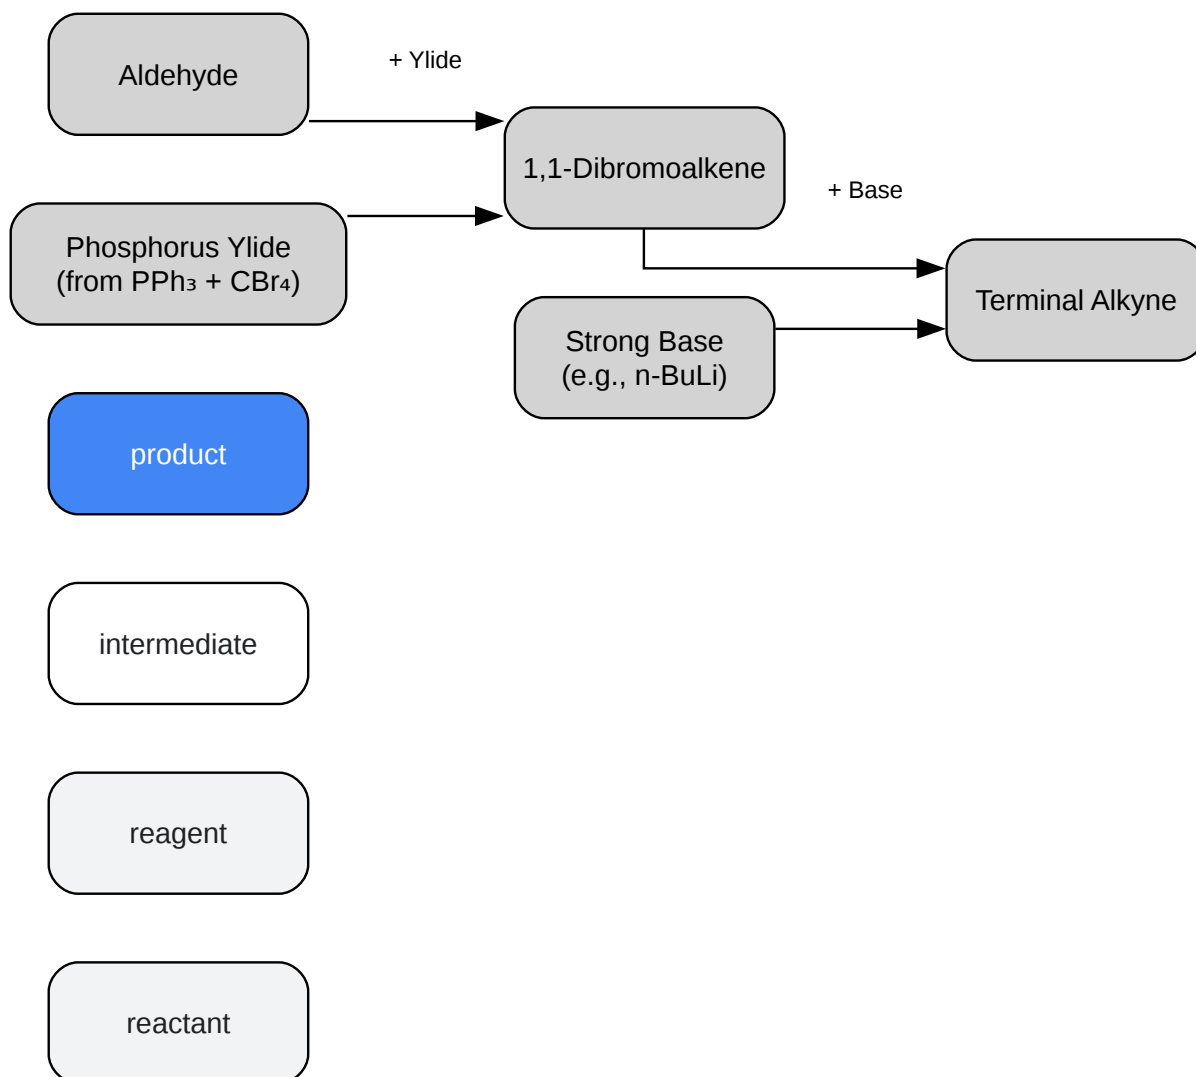 Aldehyde
+ Ylide
1,1-Dibromoalkene
+ Base
Phosphorus Ylide
(from PPh₃ + CBr₄)
Terminal Alkyne
Strong Base
(e.g., n-BuLi)
product
intermediate
reagent
reactant